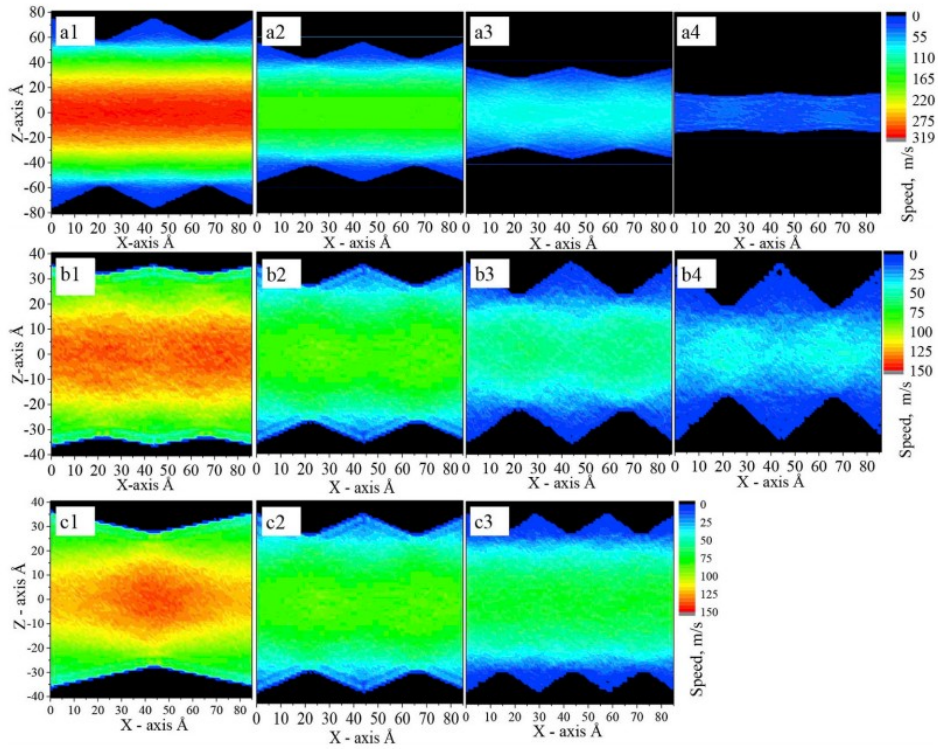 80
60
40
20
0
-20
-40
-60
-80
Z-axis Å
a1
a2
a3
a4
0
55
110
165
220
275
319
Speed, m/s
0 10 20 30 40 50 60 70 80
0 10 20 30 40 50 60 70 80
0 10 20 30 40 50 60 70 80
0 10 20 30 40 50 60 70 80
X-axis Å
X - axis Å
X - axis Å
X - axis Å
40
30
20
10
0
-10
-20
-30
-40
Z-axis Å
b1
b2
b3
b4
0
25
50
75
100
125
150
Speed, m/s
0 10 20 30 40 50 60 70 80
0 10 20 30 40 50 60 70 80
0 10 20 30 40 50 60 70 80
0 10 20 30 40 50 60 70 80
X-axis Å
X - axis Å
X - axis Å
X - axis Å
40
30
20
10
0
-10
-20
-30
-40
Z - axis Å
c1
c2
c3
0
25
50
75
100
125
150
Speed, m/s
0 10 20 30 40 50 60 70 80
0 10 20 30 40 50 60 70 80
0 10 20 30 40 50 60 70 80
X - axis Å
X - axis Å
X - axis Å